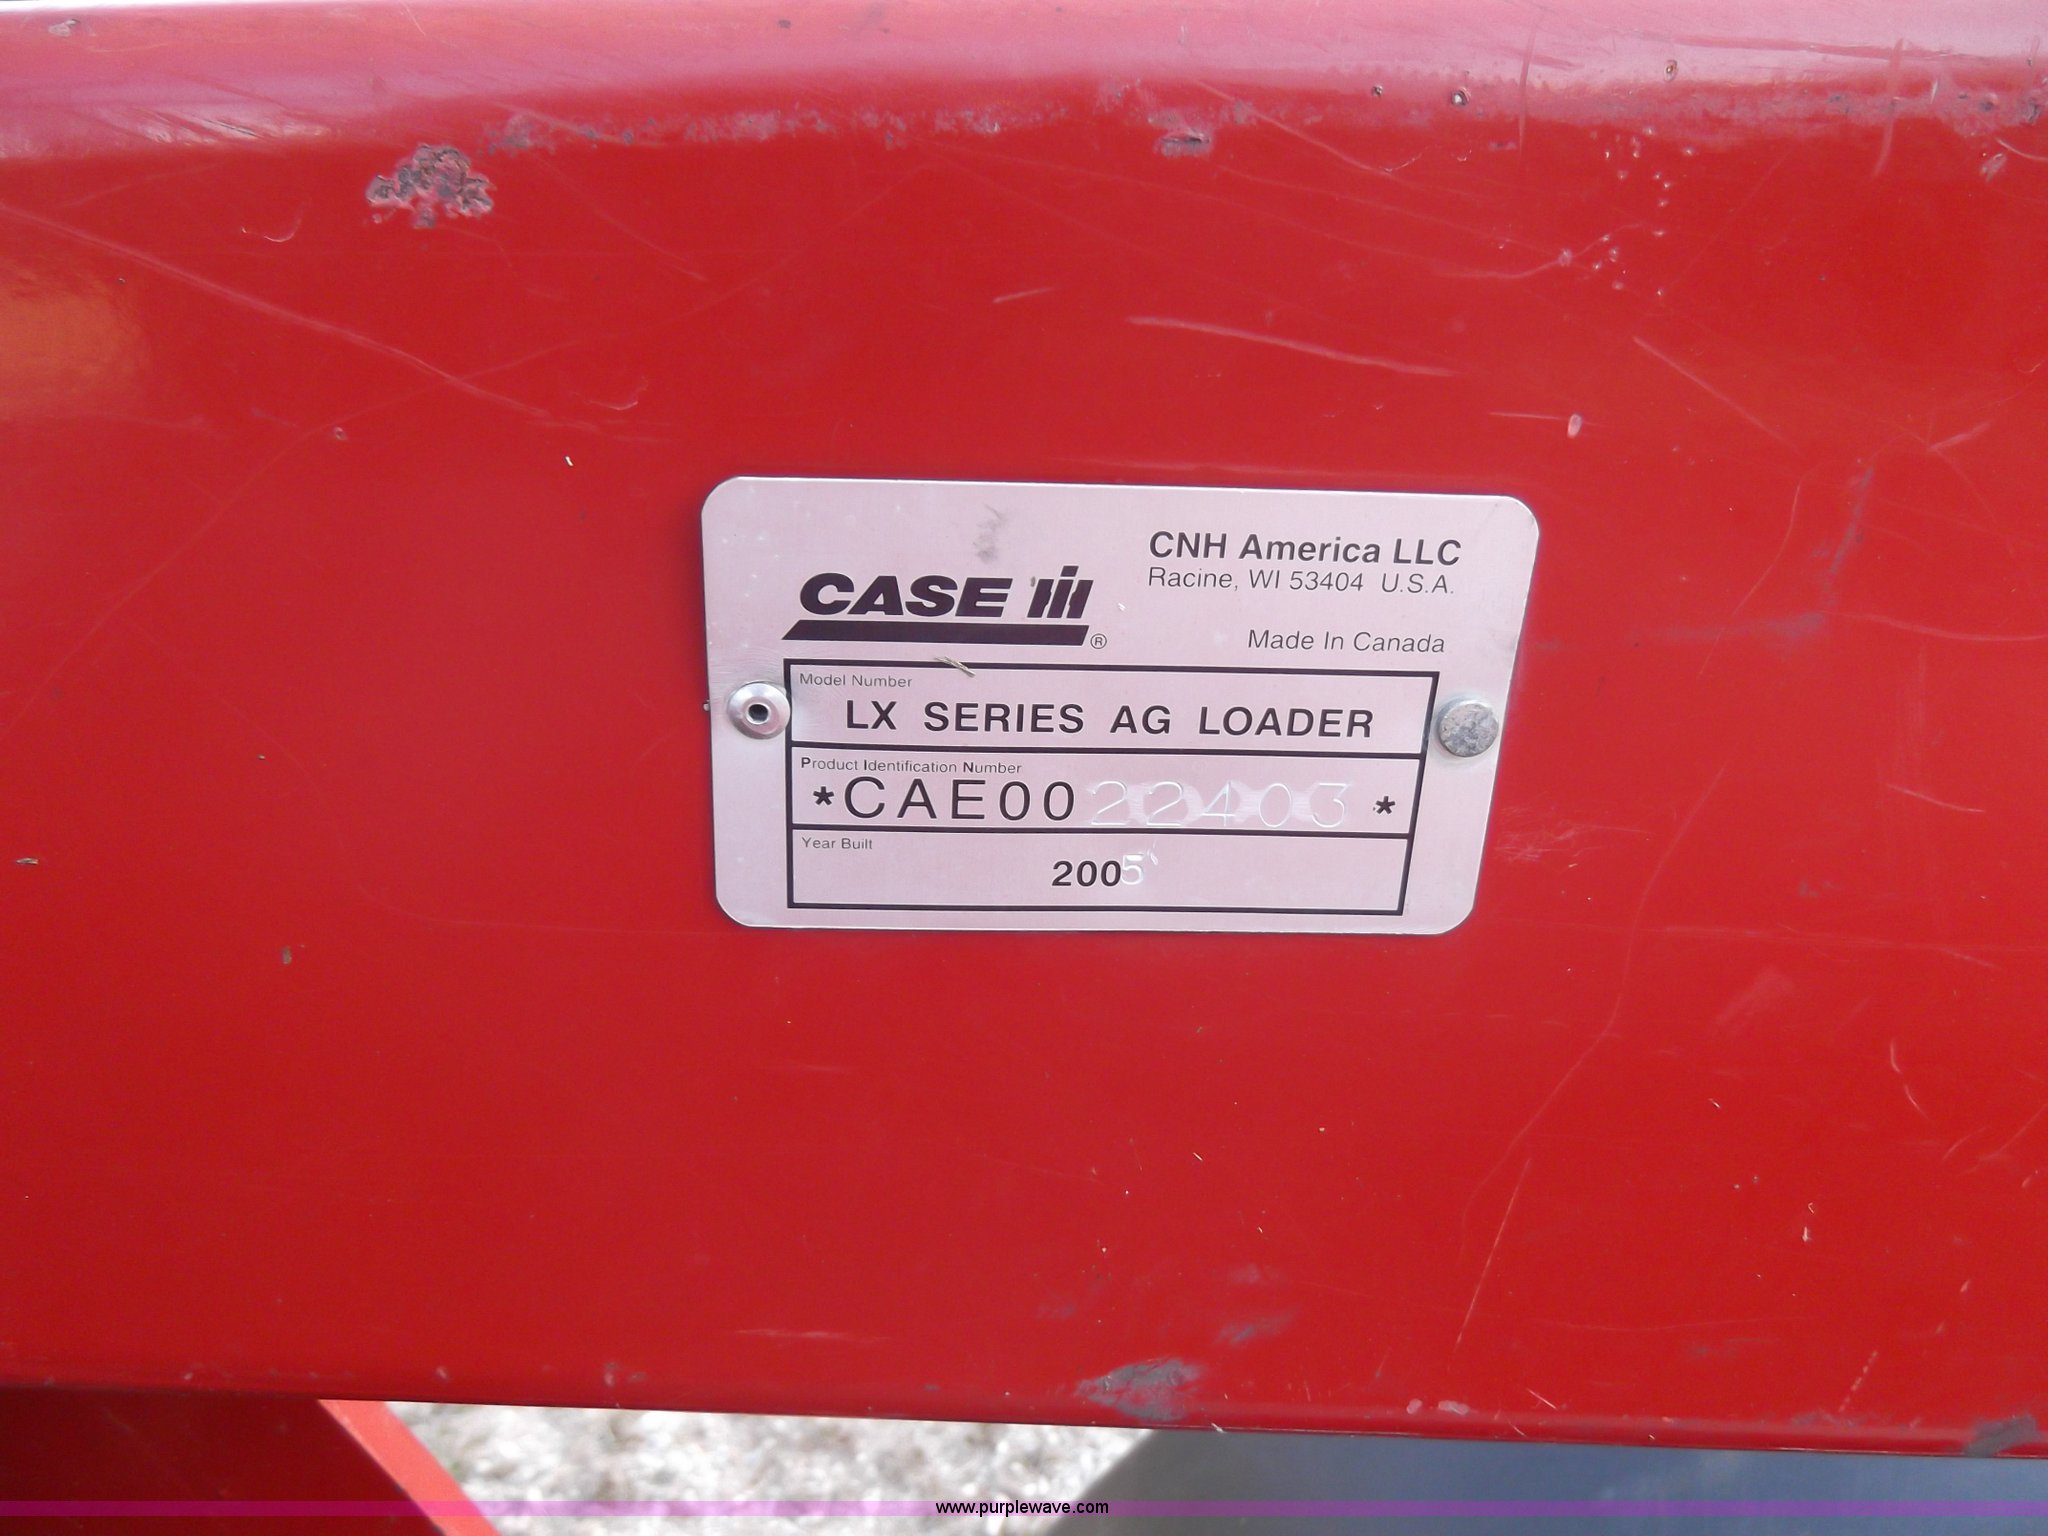 CNH America LLC
Racine, WI 53404 U.S.A.
CASE IH ®
Made In Canada
Model Number
LX SERIES AG LOADER
Product Identification Number
*CAE0022403*
Year Built
2005
www.purplewave.com